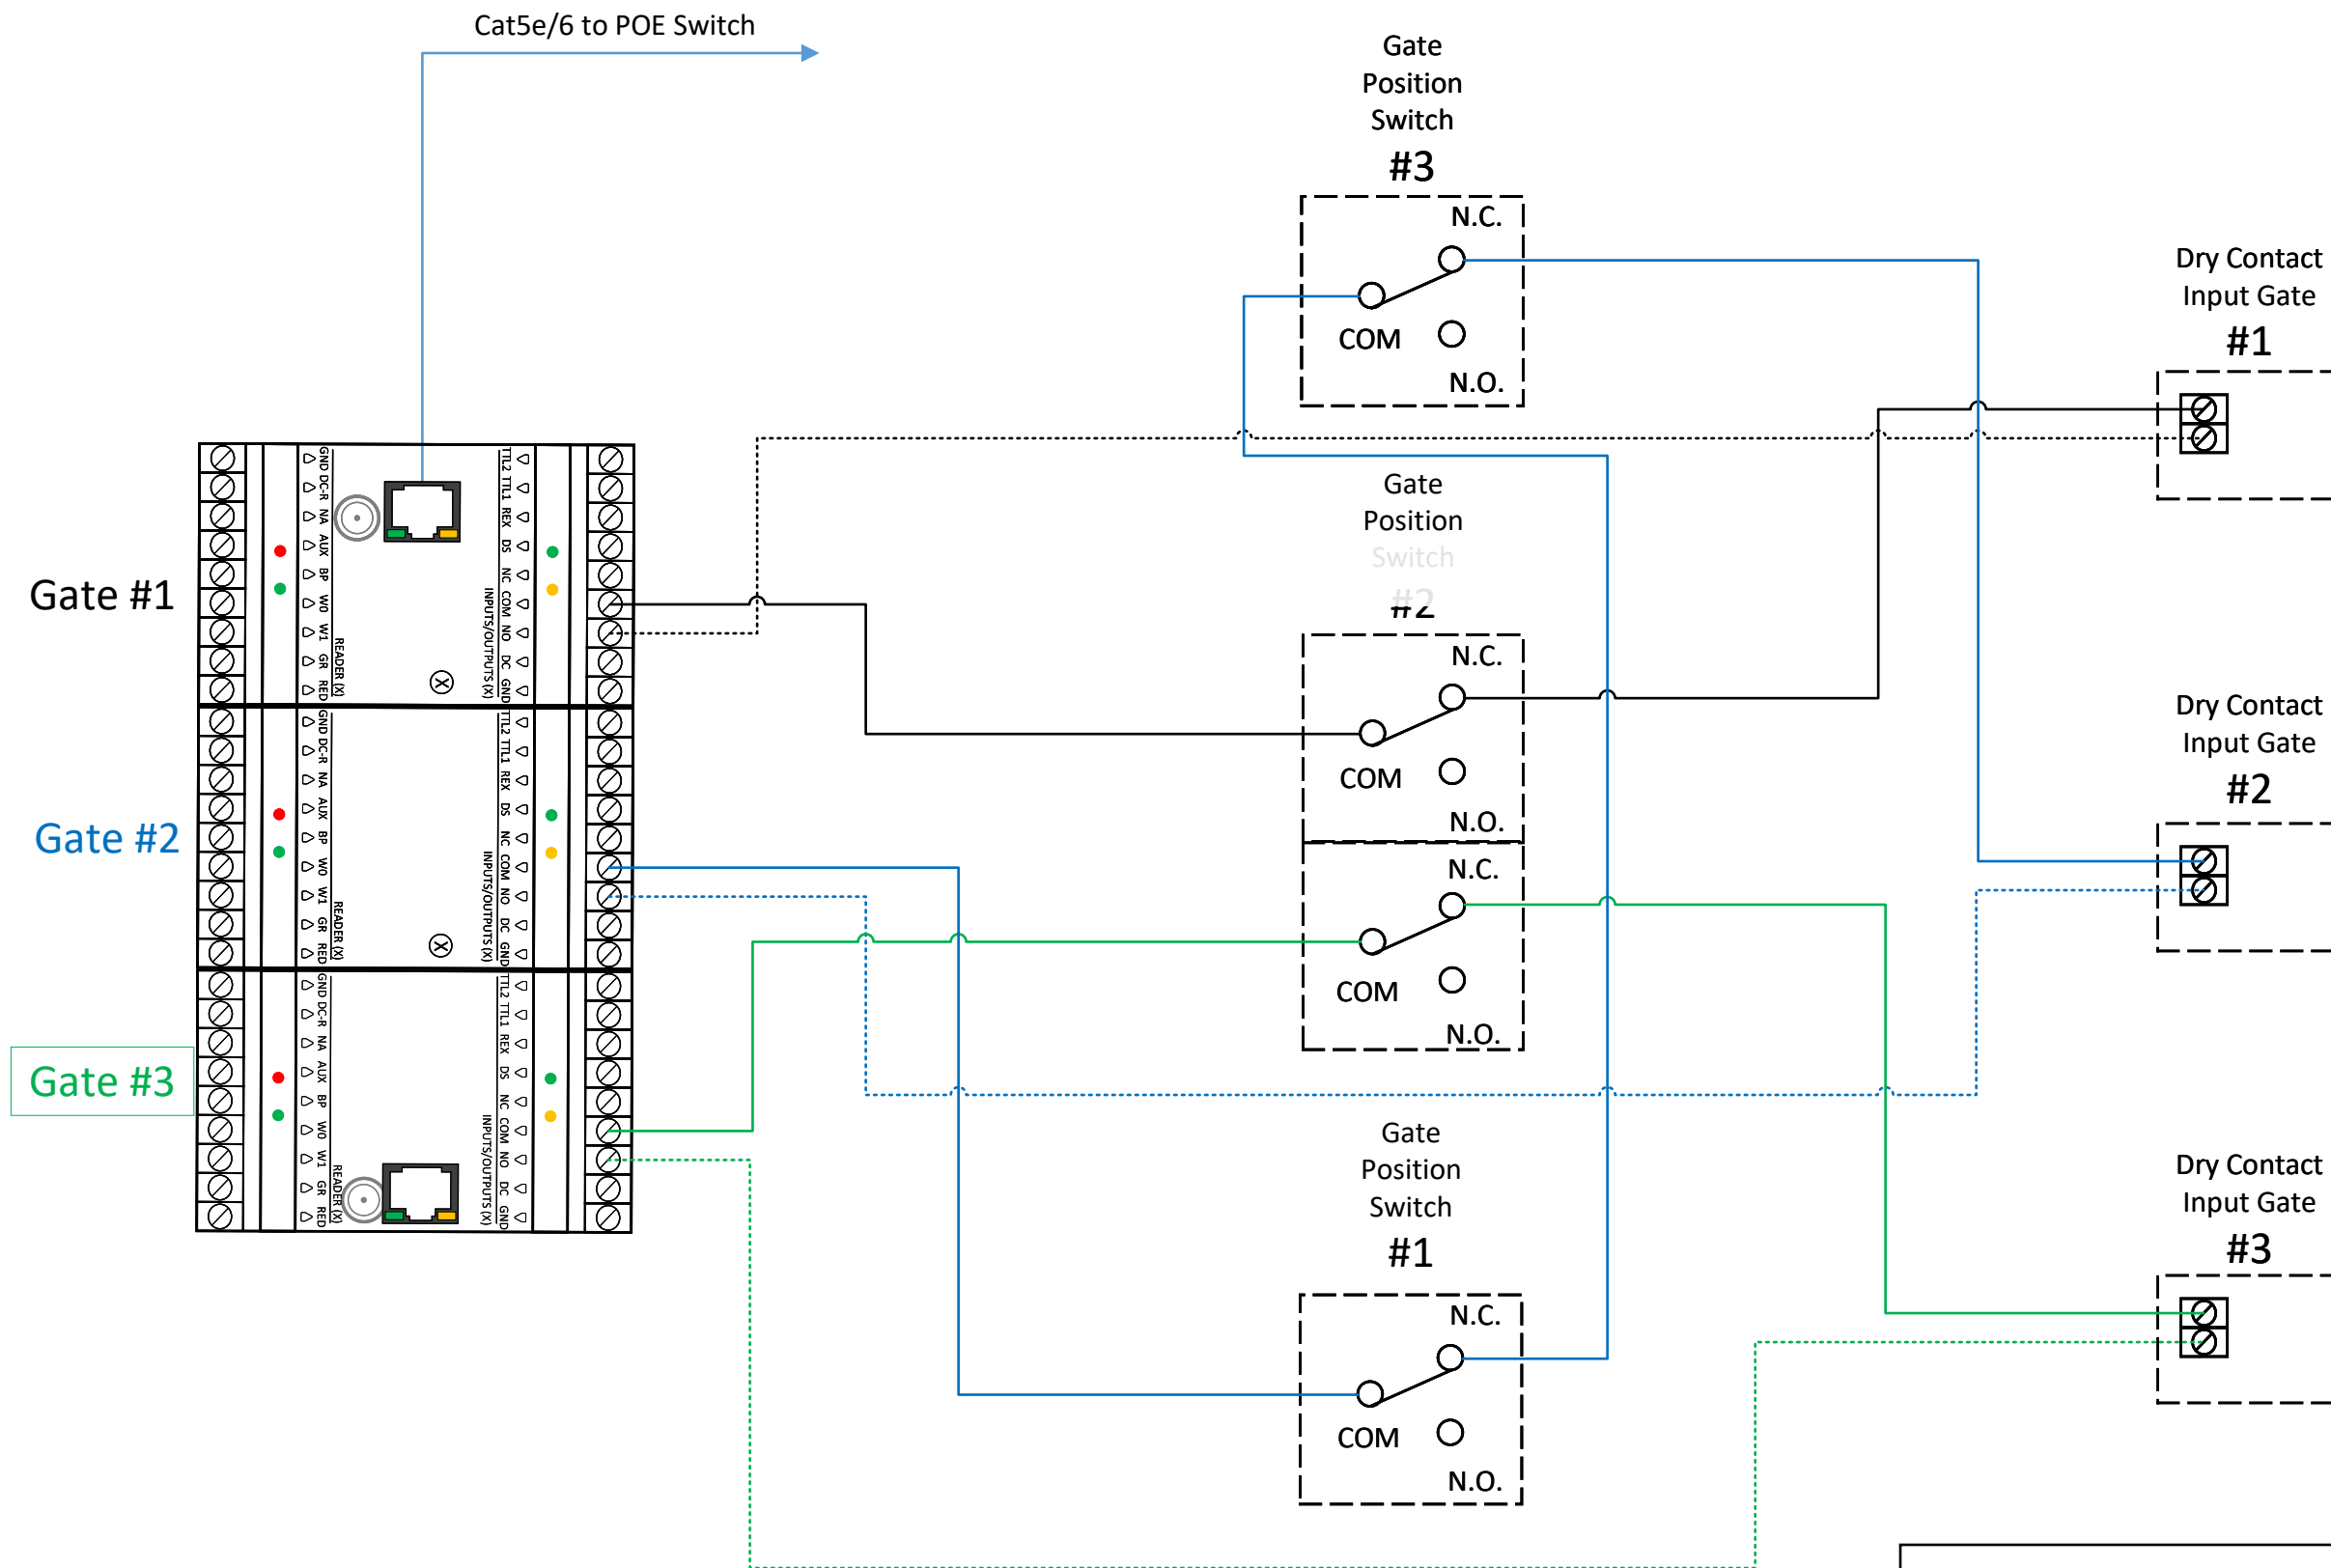 Cat5e/6 to POE Switch
Gate
Position
Switch
#3
N.C.
COM
N.O.
Dry Contact
Input Gate
#1
Gate #1
GND DC-R NA AUX BP W0 W1 GR RED
READER (X)
TTL2 TTL1 REX DS NC COM NO DC GND
INPUTS/OUTPUTS (X)
X
Gate
Position
Switch
#2
N.C.
COM
N.O.
N.C.
COM
N.O.
Dry Contact
Input Gate
#2
Gate #2
GND DC-R NA AUX BP W0 W1 GR RED
READER (X)
TTL2 TTL1 REX DS NC COM NO DC GND
INPUTS/OUTPUTS (X)
X
Gate #3
GND DC-R NA AUX BP W0 W1 GR RED
READER (X)
TTL2 TTL1 REX DS NC COM NO DC GND
INPUTS/OUTPUTS (X)
Gate
Position
Switch
#1
N.C.
COM
N.O.
Dry Contact
Input Gate
#3